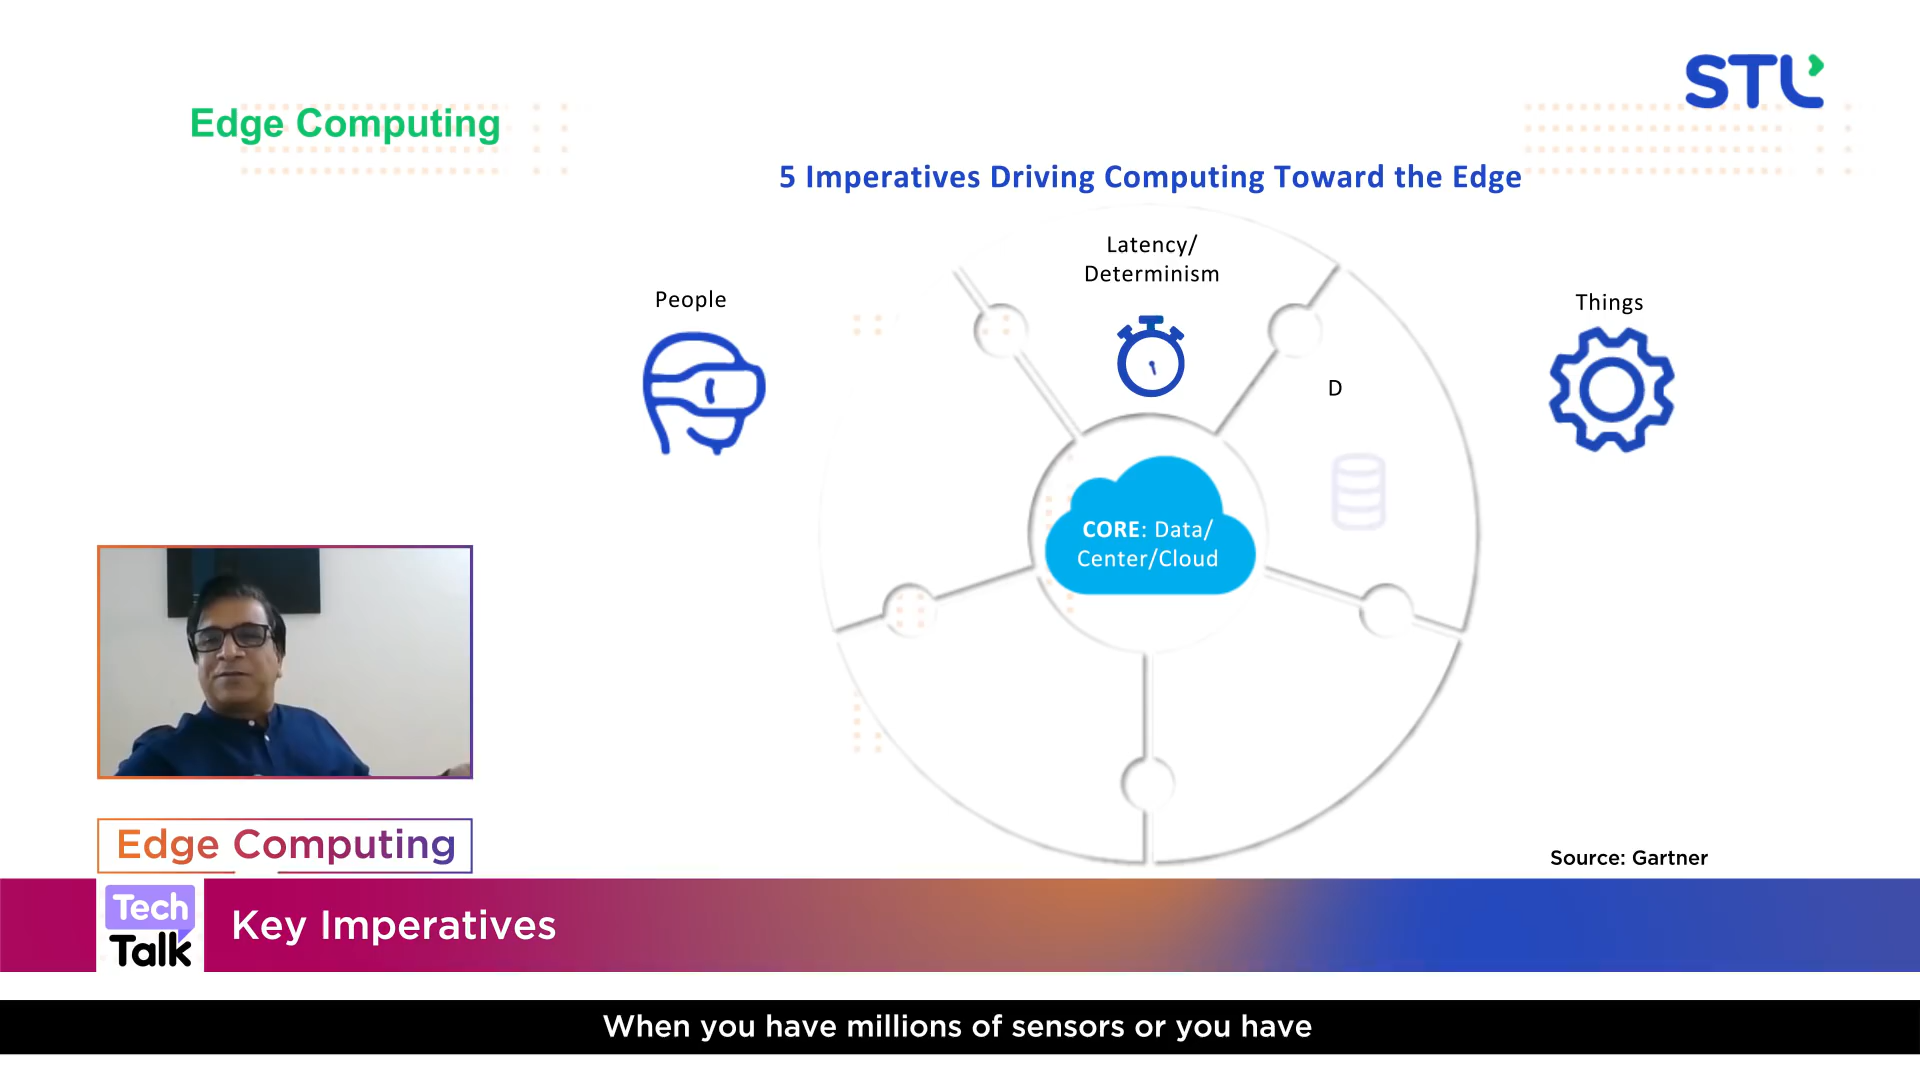 STL
Edge Computing
5 Imperatives Driving Computing Toward the Edge
Latency/
Determinism
People
Things
D
CORE: Data/
Center/Cloud
Edge Computing
Source: Gartner
Tech
Talk
Key Imperatives
When you have millions of sensors or you have